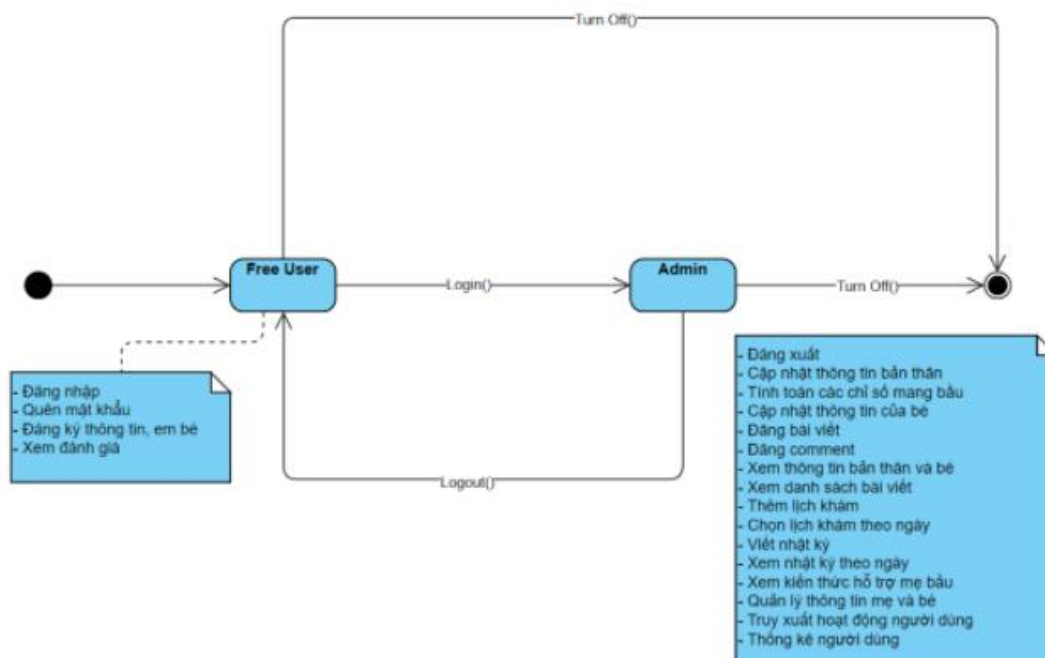 Turn Off()
Free User
Login()
Admin
Turn Off()
- Đăng nhập
- Quên mật khẩu
- Đăng ký thông tin, em bé
- Xem đánh giá
Logout()
- Đăng xuất
- Cập nhật thông tin bản thân
- Tính toán các chỉ số mang bầu
- Cập nhật thông tin của bé
- Đăng bài viết
- Đăng comment
- Xem thông tin bản thân và bé
- Xem danh sách bài viết
- Thêm lịch khám
- Chọn lịch khám theo ngày
- Viết nhật ký
- Xem nhật ký theo ngày
- Xem kiến thức hỗ trợ mẹ bầu
- Quản lý thông tin mẹ và bé
- Truy xuất hoạt động người dùng
- Thống kê người dùng